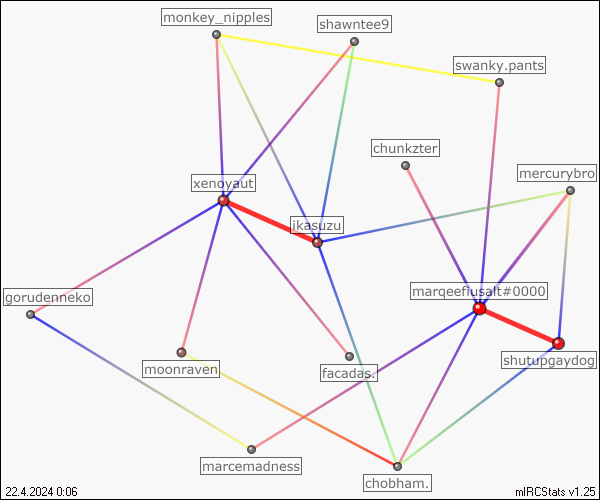 monkey_nipples
shawntee9
swanky.pants
chunkzter
mercurybro
xenoyaut
ikasuzu
gorudenneko
marqeefiusalt#0000
moonraven
facadas.
shutupgaydog
marcemadness
chobham.
22.4.2024 0:06
mIRCStats v1.25